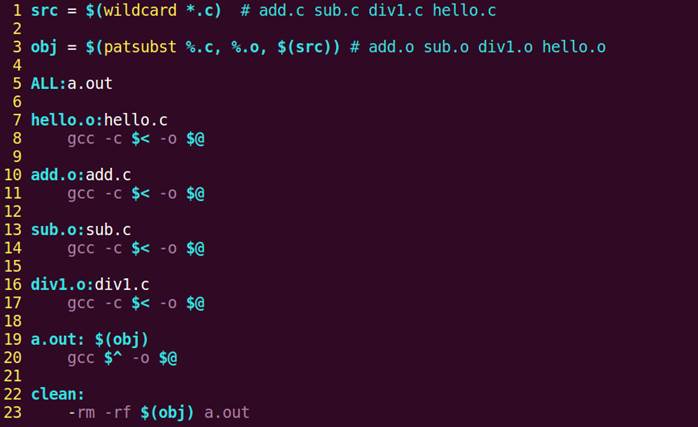 1 src = $(wildcard *.c)  # add.c sub.c div1.c hello.c
2
3 obj = $(patsubst %.c, %.o, $(src)) # add.o sub.o div1.o hello.o
4
5 ALL:a.out
6
7 hello.o:hello.c
8     gcc -c $< -o $@
9
10 add.o:add.c
11     gcc -c $< -o $@
12
13 sub.o:sub.c
14     gcc -c $< -o $@
15
16 div1.o:div1.c
17     gcc -c $< -o $@
18
19 a.out: $(obj)
20     gcc $^ -o $@
21
22 clean:
23     -rm -rf $(obj) a.out